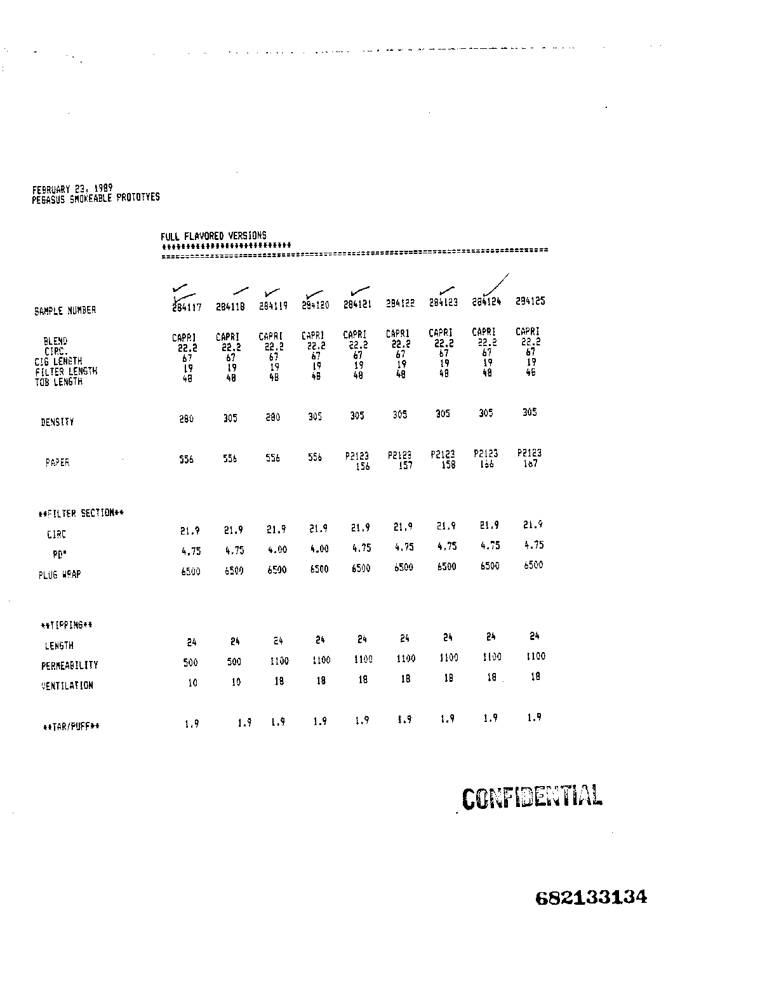 FEBRUARY 23, 1989
PEGASUS SMOKEABLE PROTOTYES
FULL FLAVORED VERSIONS
**************************
SAMPLE NUMBER 284117 284118 284119 284120 284121 284122 284123 284124 284125
BLEND CAPRI CAPRI CAPRI CAPRI CAPRI CAPRI CAPRI CAPRI CAPRI
CIRC. 22.2 22.2 22.2 22.2 22.2 22.2 22.2 22.2 22.2
CIG LENGTH 67 67 67 67 67 67 67 67 67
FILTER LENGTH 19 19 19 19 19 19 19 19 19
TOB LENGTH 48 48 48 48 48 48 48 48 48
DENSITY 280 305 280 305 305 305 305 305 305
PAPER 556 556 556 556 P2123 P2123 P2123 P2123 P2123
156 157 158 166 167
**FILTER SECTION**
CIRC 21.9 21.9 21.9 21.9 21.9 21.9 21.9 21.9 21.9
PD" 4.75 4.75 4.00 4.00 4.75 4.75 4.75 4.75 4.75
PLUG WRAP 6500 6500 6500 6500 6500 6500 6500 6500 6500
**TIPPING**
LENGTH 24 24 24 24 24 24 24 24 24
PERMEABILITY 500 500 1100 1100 1100 1100 1100 1100 1100
VENTILATION 10 10 18 18 18 18 18 18 18
**TAR/PUFF** 1.9 1.9 1.9 1.9 1.9 1.9 1.9 1.9 1.9
CONFIDENTIAL
682133134